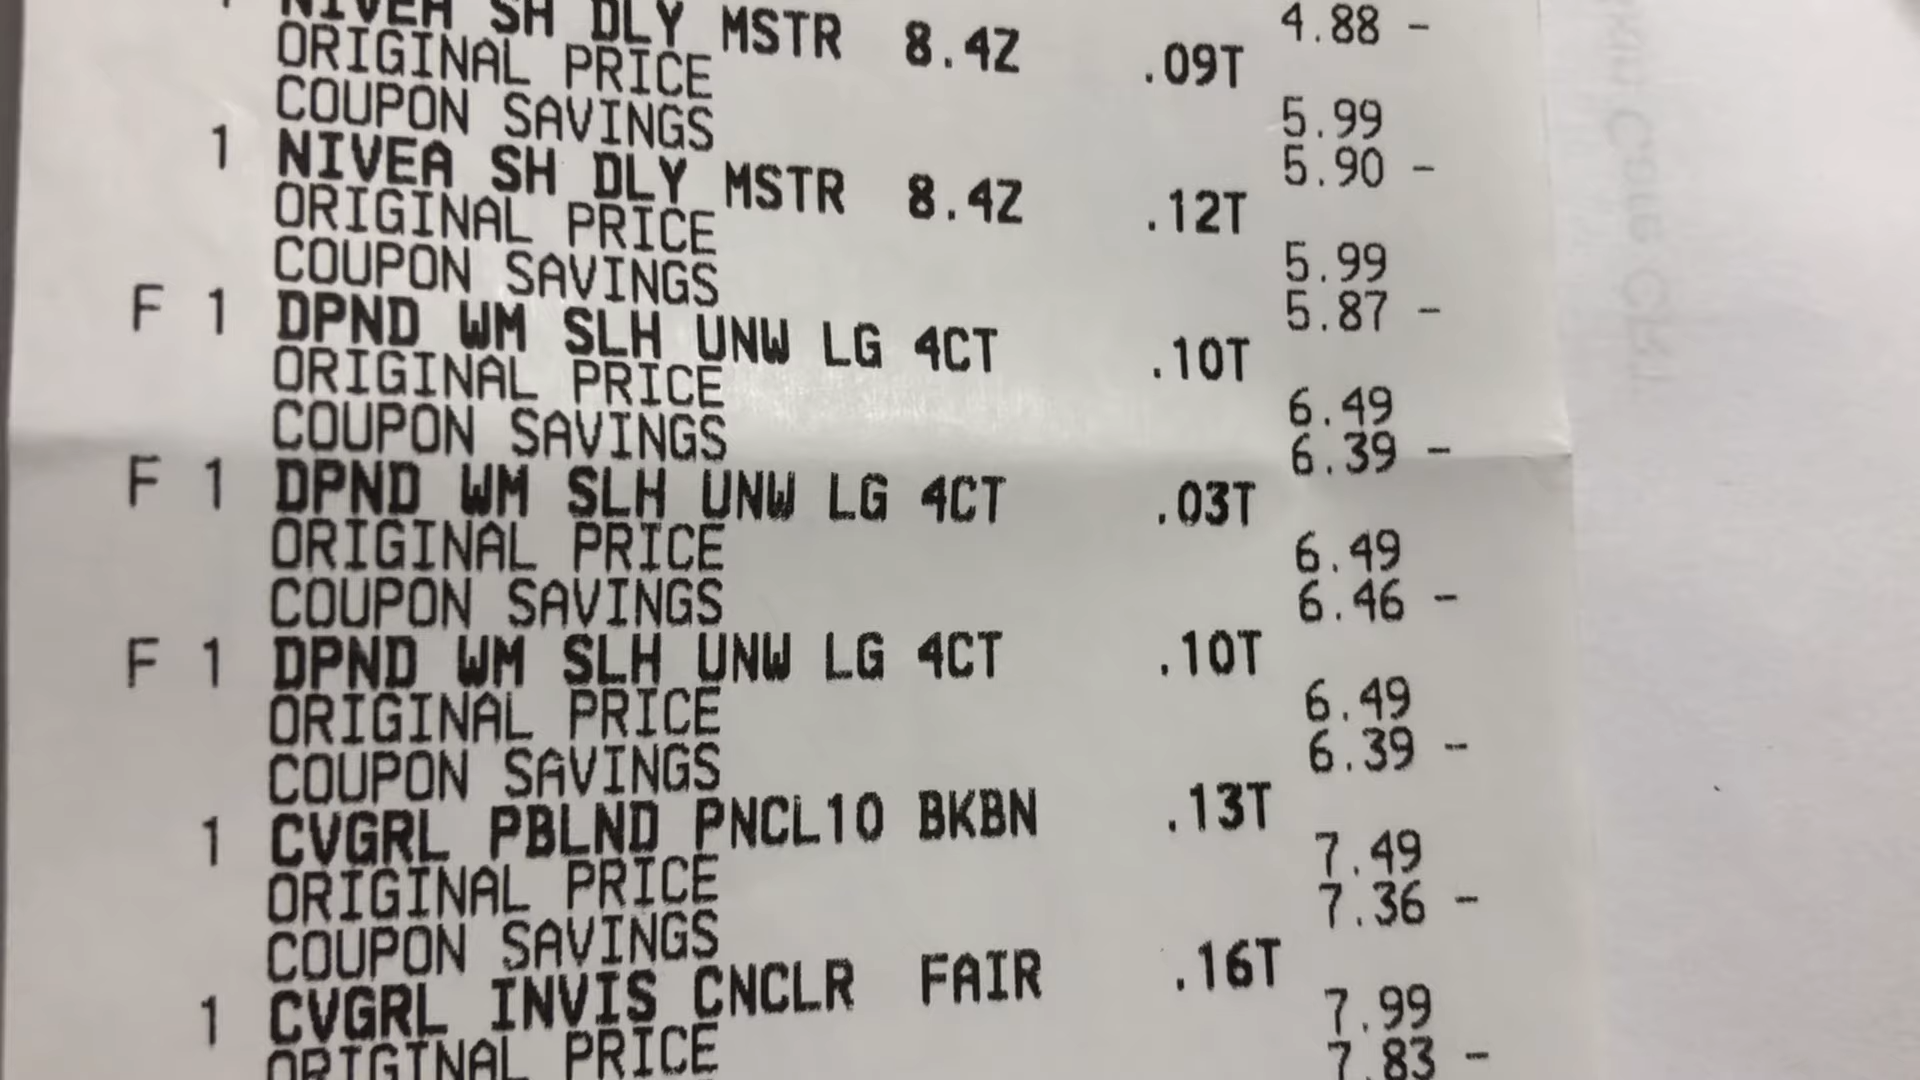 4.88 -
NIVEA SH DLY MSTR 8.4Z .09T
ORIGINAL PRICE 5.99
COUPON SAVINGS 5.90 -
1 NIVEA SH DLY MSTR 8.4Z .12T
ORIGINAL PRICE 5.99
COUPON SAVINGS 5.87 -
F 1 DPND WM SLH UNW LG 4CT .10T
ORIGINAL PRICE 6.49
COUPON SAVINGS 6.39 -
F 1 DPND WM SLH UNW LG 4CT .03T
ORIGINAL PRICE 6.49
COUPON SAVINGS 6.46 -
F 1 DPND WM SLH UNW LG 4CT .10T
ORIGINAL PRICE 6.49
COUPON SAVINGS 6.39 -
1 CVGRL PBLND PNCL10 BKBN .13T
ORIGINAL PRICE 7.49
COUPON SAVINGS 7.36 -
1 CVGRL INVIS CNCLR FAIR .16T
ORIGINAL PRICE 7.99
7.83 -